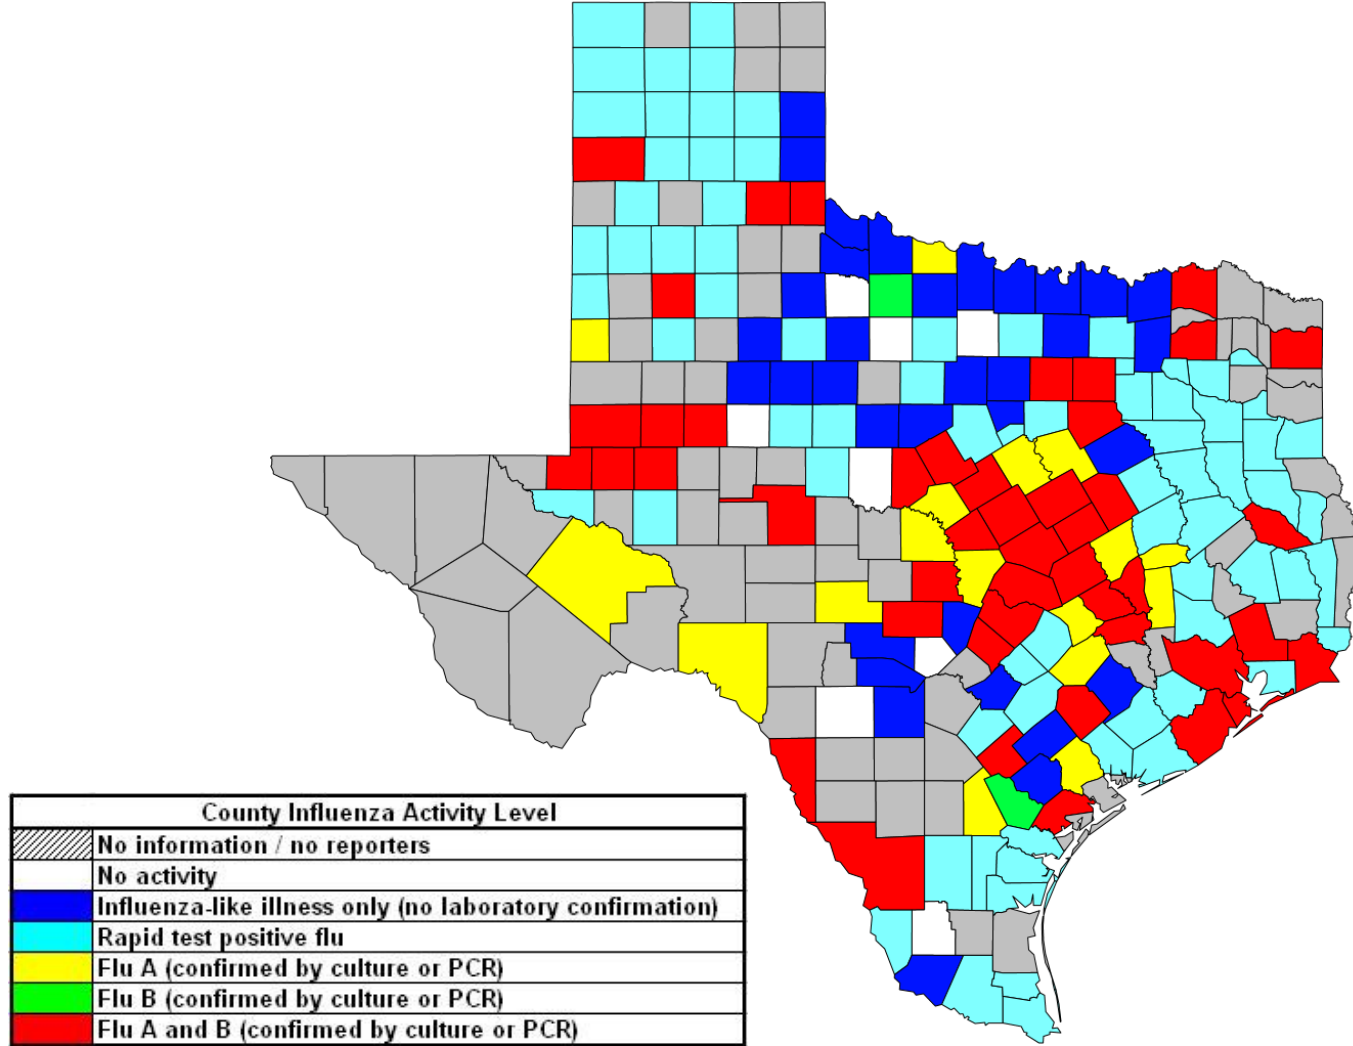 County Influenza Activity Level
No information / no reporters
No activity
Influenza-like illness only (no laboratory confirmation)
Rapid test positive flu
Flu A (confirmed by culture or PCR)
Flu B (confirmed by culture or PCR)
Flu A and B (confirmed by culture or PCR)